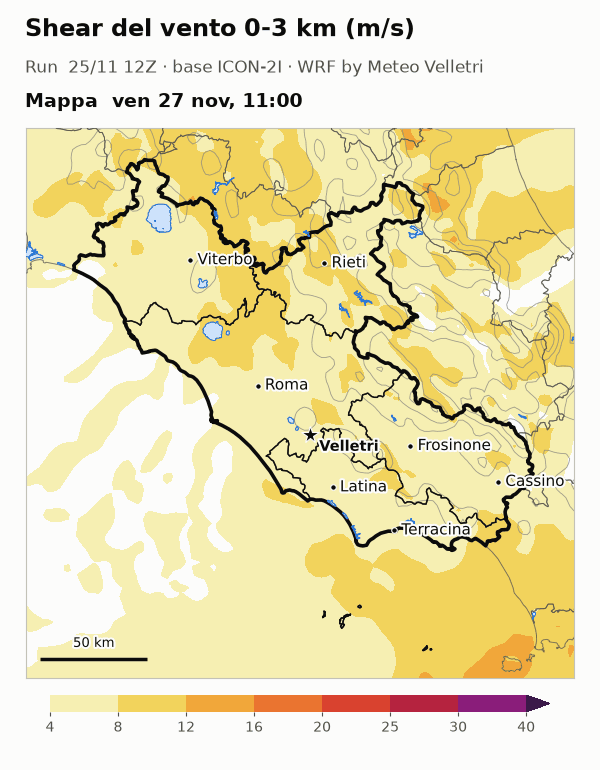 Shear del vento 0-3 km (m/s)
Run  25/11 12Z · base ICON-2I · WRF by Meteo Velletri
Mappa  ven 27 nov, 11:00
Viterbo
Rieti
Roma
Velletri
Frosinone
Cassino
Latina
Terracina
50 km
4 8 12 16 20 25 30 40